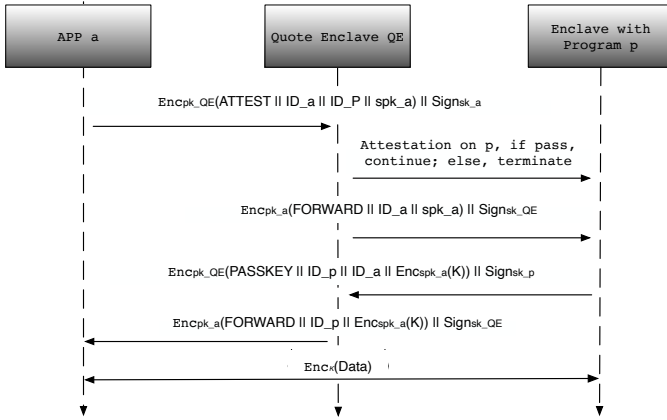 APP a
Quote Enclave QE
Enclave with
Program p
Encpk_QE(ATTEST || ID_a || ID_P || spk_a) || Signsk_a
Attestation on p, if pass,
continue; else, terminate
Encpk_a(FORWARD || ID_a || spk_a) || Signsk_QE
Encpk_QE(PASSKEY || ID_p || ID_a || Encspk_a(K)) || Signsk_p
Encpk_a(FORWARD || ID_p || Encspk_a(K)) || Signsk_QE
EncK(Data)